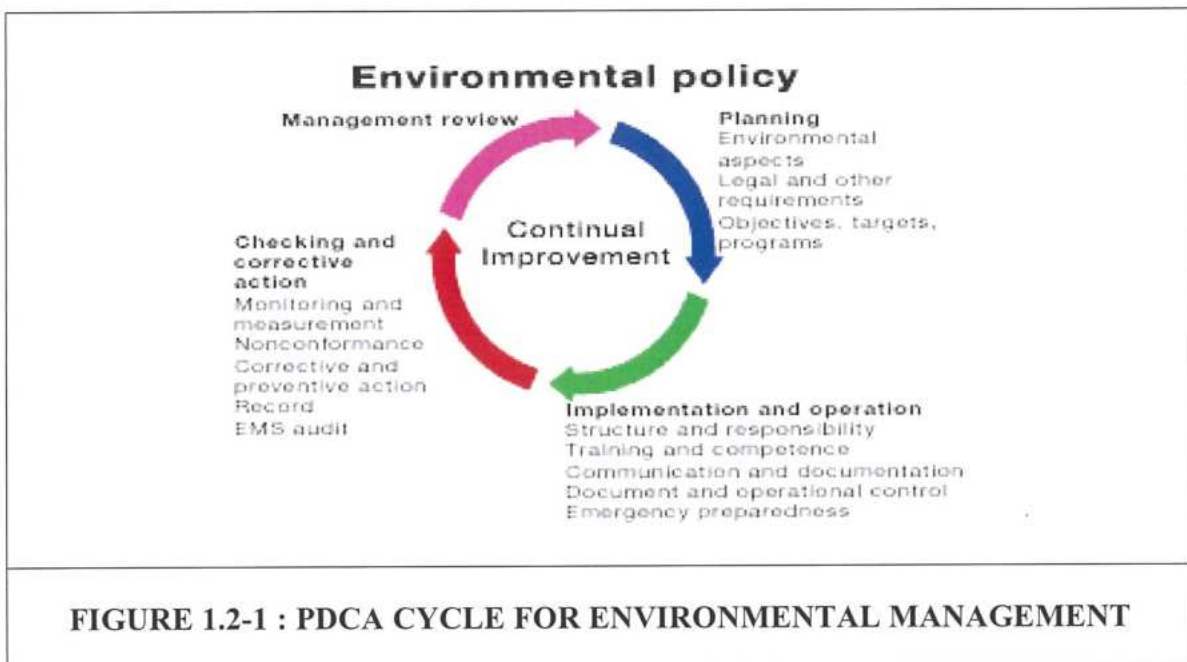 Environmental policy
Management review
Planning
Environmental
aspects
Legal and other
requirements
Objectives, targets,
programs
Continual
Improvement
Checking and
corrective
action
Monitoring and
measurement
Nonconformance
Corrective and
preventive action
Record
EMS audit
Implementation and operation
Structure and responsibility
Training and competence
Communication and documentation
Document and operational control
Emergency preparedness
FIGURE 1.2-1 : PDCA CYCLE FOR ENVIRONMENTAL MANAGEMENT